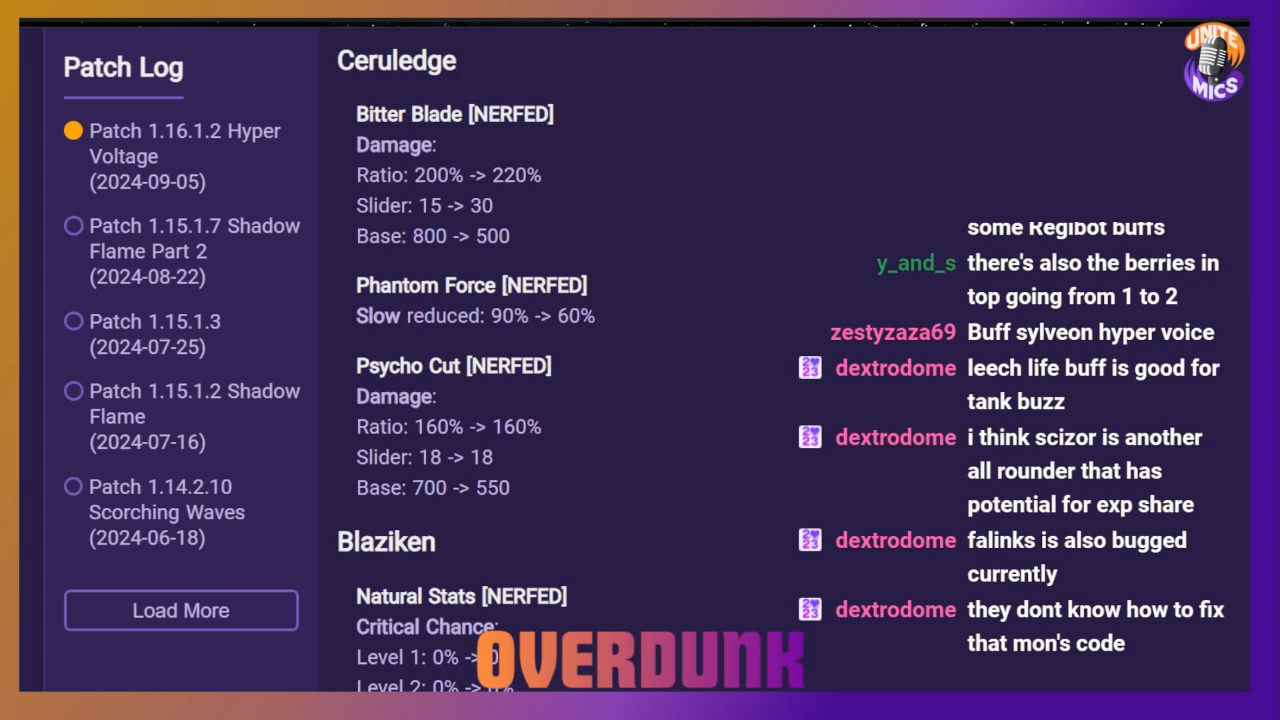 Patch Log
Patch 1.16.1.2 Hyper
Voltage
(2024-09-05)
Patch 1.15.1.7 Shadow
Flame Part 2
(2024-08-22)
Patch 1.15.1.3
(2024-07-25)
Patch 1.15.1.2 Shadow
Flame
(2024-07-16)
Patch 1.14.2.10
Scorching Waves
(2024-06-18)
Load More
Ceruledge
Bitter Blade [NERFED]
Damage:
Ratio: 200% -> 220%
Slider: 15 -> 30
Base: 800 -> 500
Phantom Force [NERFED]
Slow reduced: 90% -> 60%
Psycho Cut [NERFED]
Damage:
Ratio: 160% -> 160%
Slider: 18 -> 18
Base: 700 -> 550
Blaziken
Natural Stats [NERFED]
Critical Chance:
Level 1: 0% ->
Level 2: 0% ->
OVERDUNK
UNITE
MICS
some Regibot buffs
y_and_s there's also the berries in
top going from 1 to 2
zestyzaza69 Buff sylveon hyper voice
dextrodome leech life buff is good for
tank buzz
dextrodome i think scizor is another
all rounder that has
potential for exp share
dextrodome falinks is also bugged
currently
dextrodome they dont know how to fix
that mon's code